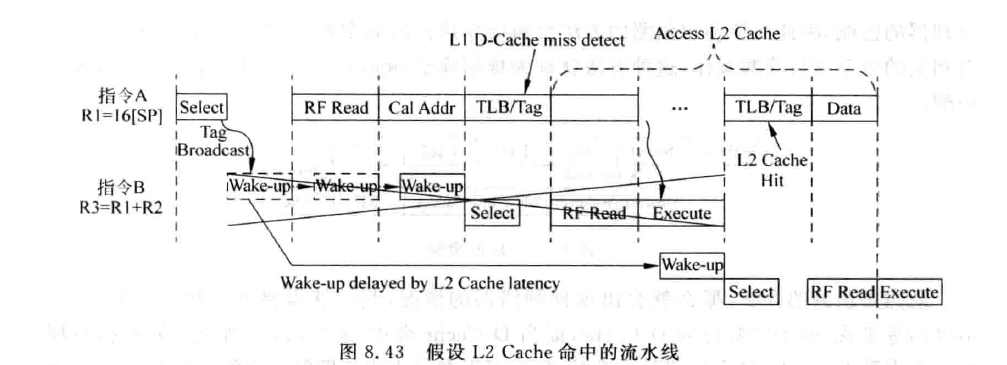 L1 D-Cache miss detect
Access L2 Cache
指令A
R1=16[SP]
Select
RF Read
Cal Addr
TLB/Tag
...
TLB/Tag
Data
Tag
Broadcast
L2 Cache
Hit
指令B
R3=R1+R2
Wake-up
Wake-up
Wake-up
Select
RF Read
Execute
Wake-up delayed by L2 Cache latency
Wake-up
Select
RF Read
Execute
图 8.43 假设 L2 Cache 命中的流水线